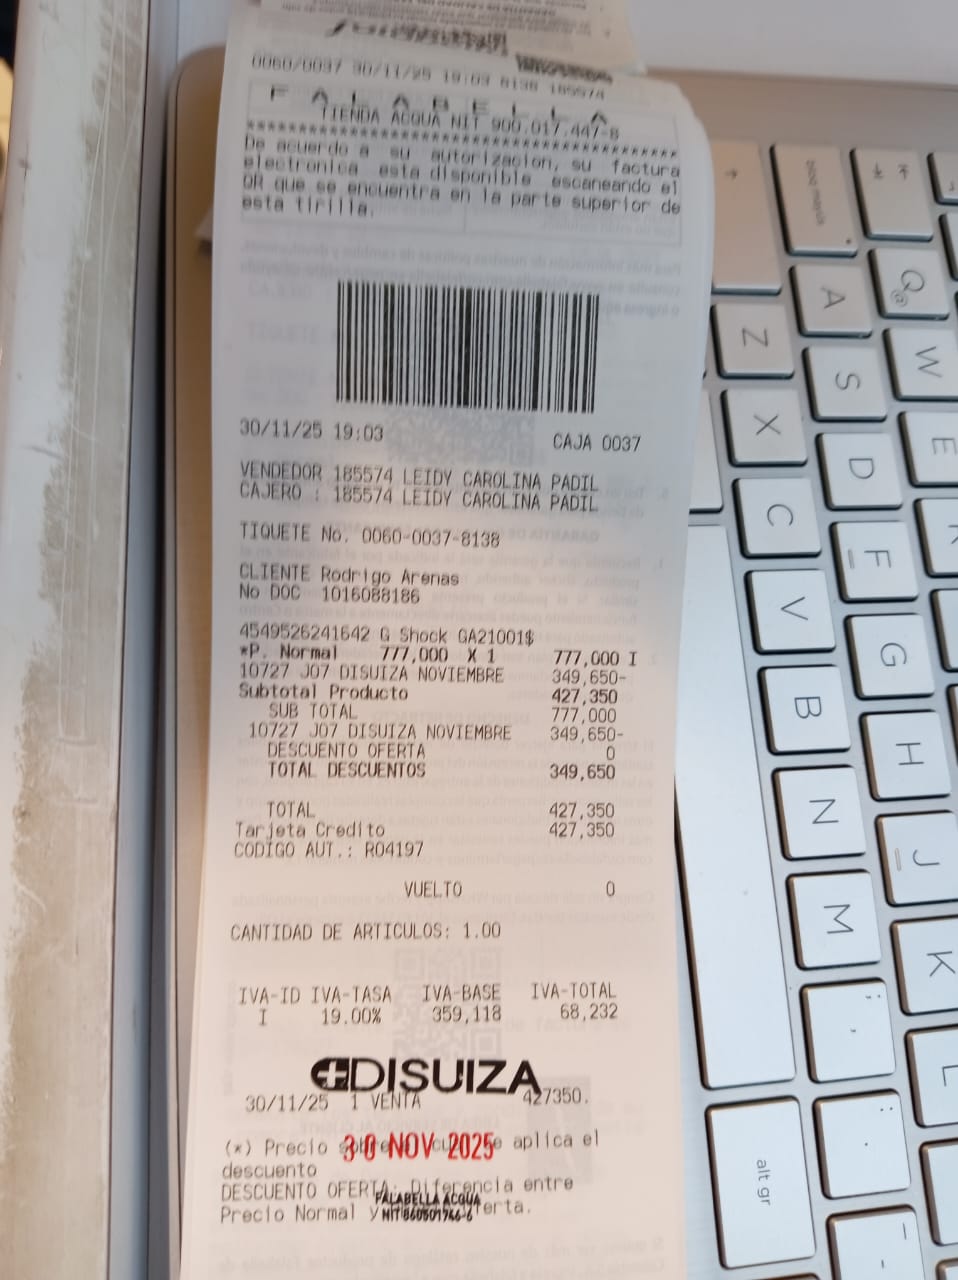 0060/0037 30/11/25 19:03 8138 185574
F A L A B E L L A
TIENDA ACQUA NIT 900.017.447-8
****************************************
De acuerdo a su autorizacion, su factura
electronica esta disponible escaneando el
QR que se encuentra en la parte superior de
esta tirilla.
30/11/25 19:03 CAJA 0037
VENDEDOR 185574 LEIDY CAROLINA PADIL
CAJERO : 185574 LEIDY CAROLINA PADIL
TIQUETE No. 0060-0037-8138
CLIENTE Rodrigo Arenas
No DOC 1016088186
4549526241642 G Shock GA21001$
*P. Normal 777,000 X 1 777,000 I
10727 J07 DISUIZA NOVIEMBRE 349,650-
Subtotal Producto 427,350
SUB TOTAL 777,000
10727 J07 DISUIZA NOVIEMBRE 349,650-
DESCUENTO OFERTA 0
TOTAL DESCUENTOS 349,650
TOTAL 427,350
Tarjeta Credito 427,350
CODIGO AUT.: R04197
VUELTO 0
CANTIDAD DE ARTICULOS: 1.00
IVA-ID IVA-TASA IVA-BASE IVA-TOTAL
I 19.00% 359,118 68,232
DISUIZA
30/11/25 1 VENTA 427350.
(*) Precio aplica el
30 NOV 2025
descuento
DESCUENTO OFERTA: Diferencia entre
FALABELLA ACQUA
Precio Normal y
NIT 860501746-6
bloq mayús
Q @
A
Z
W
S
X
E
D
C
F
V
G
B
H
N
J
M
K
; ,
L
: .
alt gr
_ -